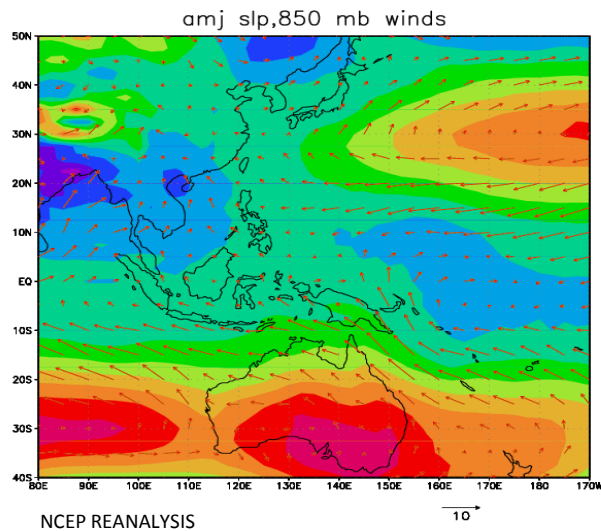 amj slp,850 mb winds
50N
40N
30N
20N
10N
EQ
10S
20S
30S
40S
80E 90E 100E 110E 120E 130E 140E 150E 160E 170E 180 170W
10
NCEP REANALYSIS